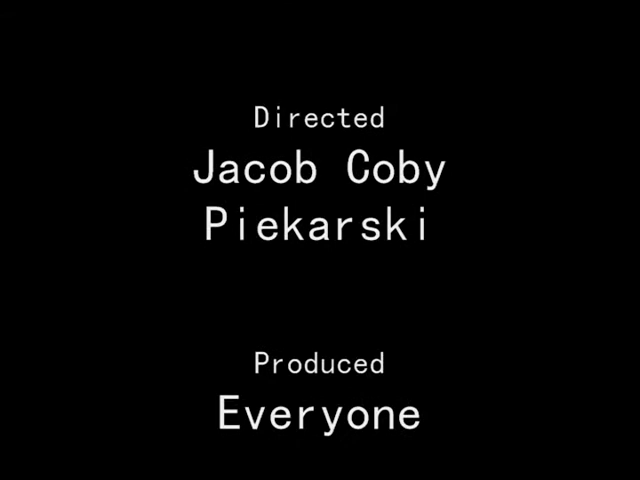 Directed
Jacob Coby
Piekarski
Produced
Everyone